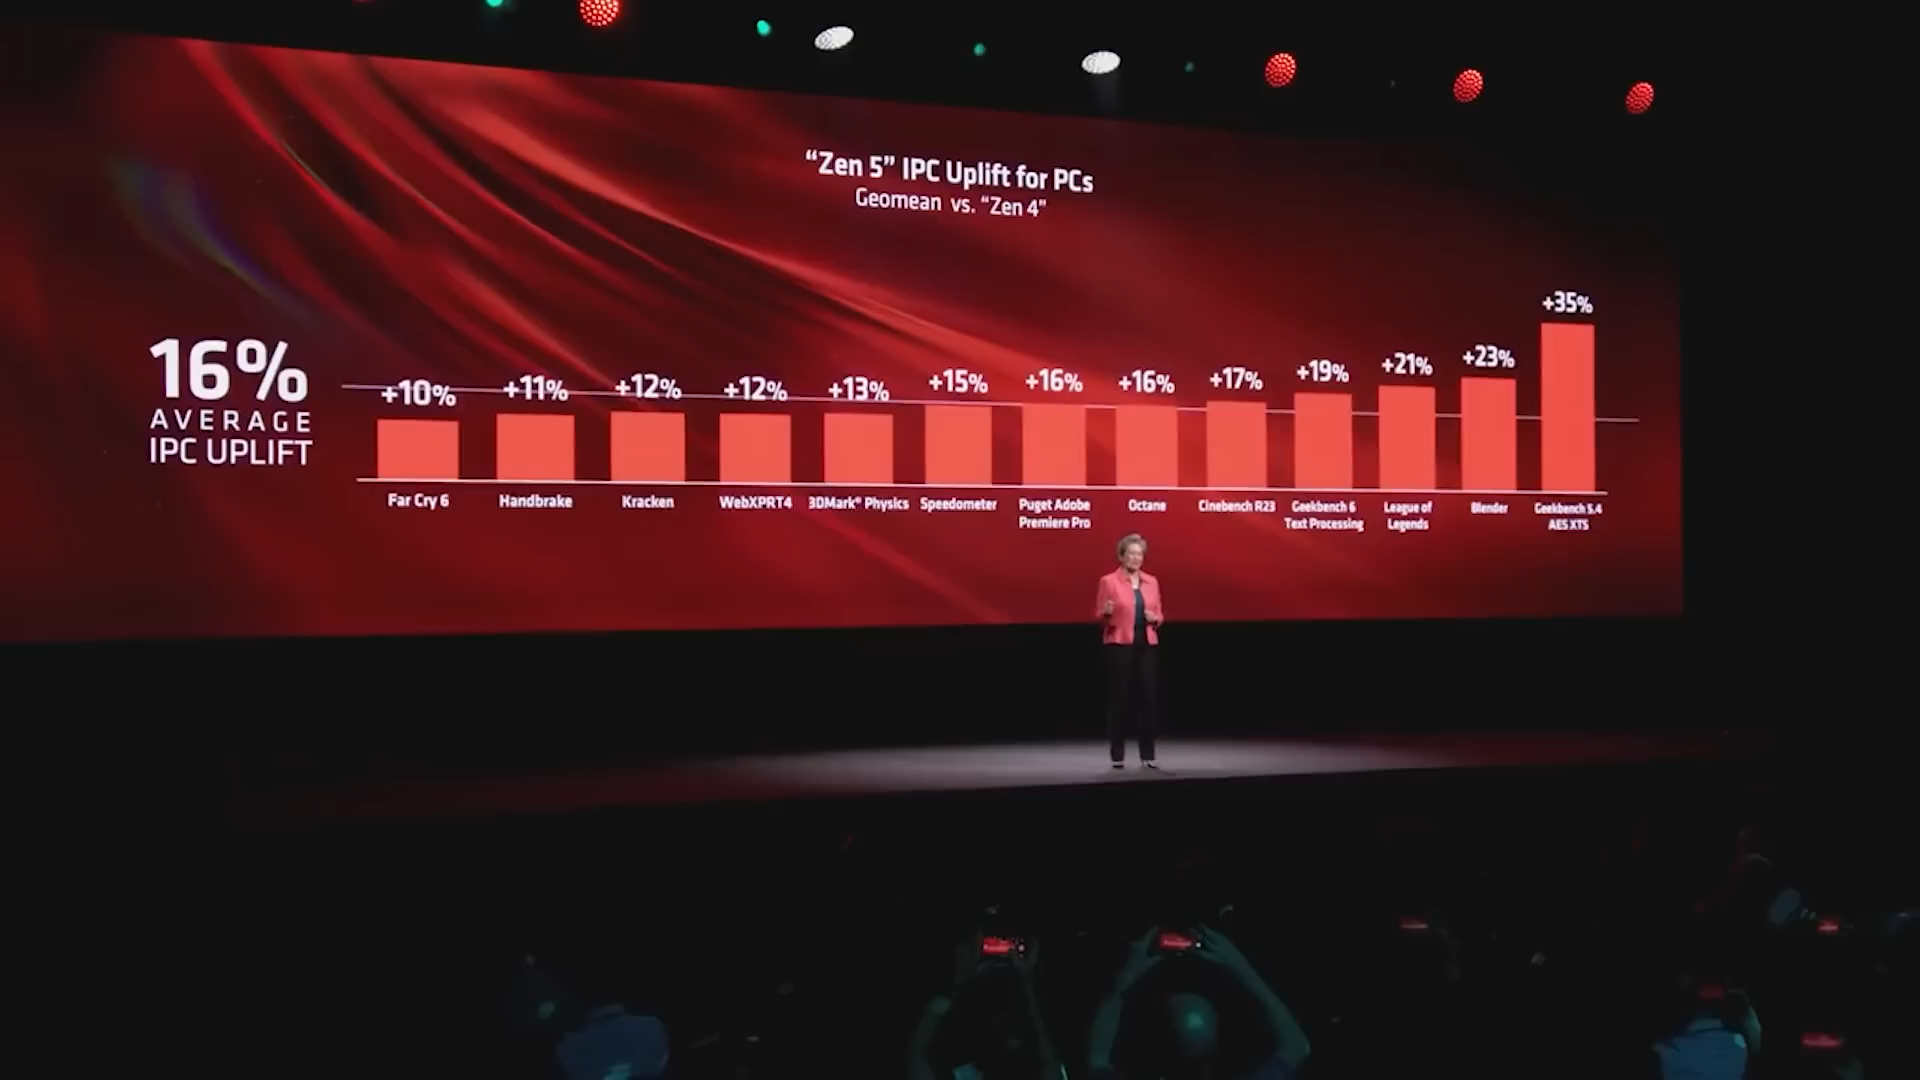 “Zen 5” IPC Uplift for PCs
Geomean vs. “Zen 4”
16%
AVERAGE
IPC UPLIFT
+10%
+11%
+12%
+12%
+13%
+15%
+16%
+16%
+17%
+19%
+21%
+23%
+35%
Far Cry 6
Handbrake
Kracken
WebXPRT4
3DMark® Physics
Speedometer
Puget Adobe
Premiere Pro
Octane
Cinebench R23
Geekbench 6
Text Processing
League of
Legends
Blender
Geekbench 5.4
AES XTS